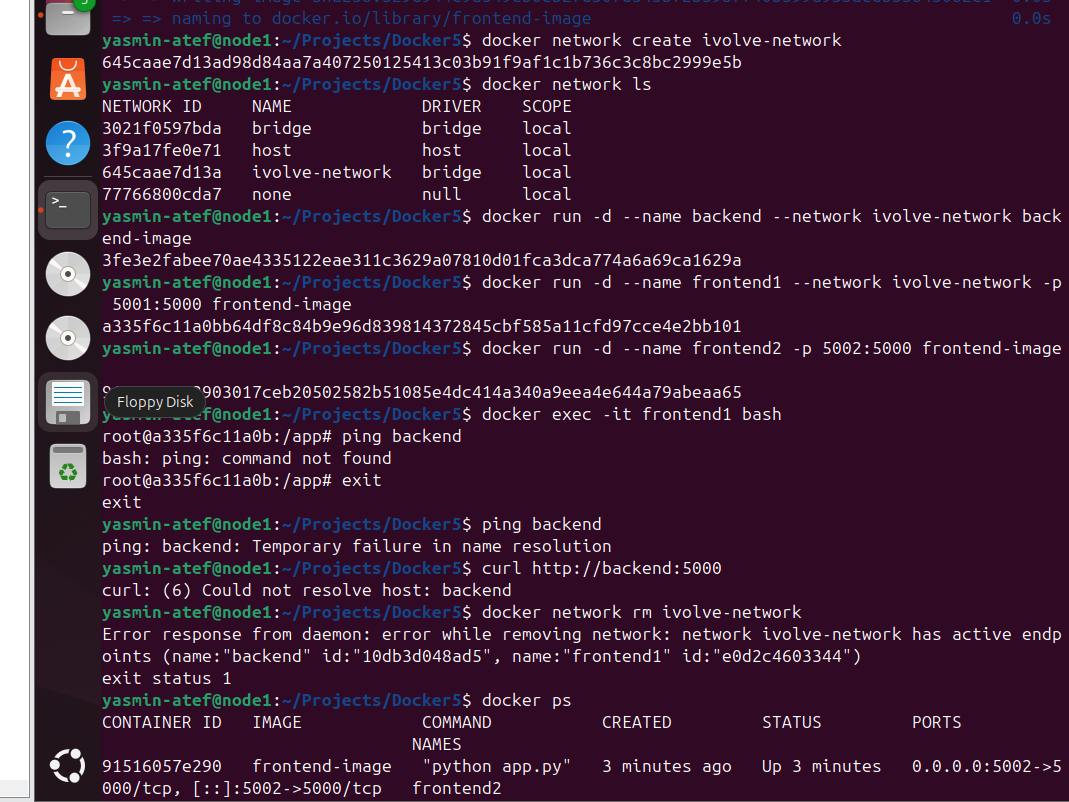 => => naming to docker.io/library/frontend-image 0.0s
yasmin-atef@node1:~/Projects/Docker5$ docker network create ivolve-network
645caae7d13ad98d84aa7a407250125413c03b91f9af1c1b736c3c8bc2999e5b
yasmin-atef@node1:~/Projects/Docker5$ docker network ls
NETWORK ID NAME DRIVER SCOPE
3021f0597bda bridge bridge local
3f9a17fe0e71 host host local
645caae7d13a ivolve-network bridge local
77766800cda7 none null local
yasmin-atef@node1:~/Projects/Docker5$ docker run -d --name backend --network ivolve-network back
end-image
3fe3e2fabee70ae4335122eae311c3629a07810d01fca3dca774a6a69ca1629a
yasmin-atef@node1:~/Projects/Docker5$ docker run -d --name frontend1 --network ivolve-network -p
5001:5000 frontend-image
a335f6c11a0bb64df8c84b9e96d839814372845cbf585a11cfd97cce4e2bb101
yasmin-atef@node1:~/Projects/Docker5$ docker run -d --name frontend2 -p 5002:5000 frontend-image
903017ceb20502582b51085e4dc414a340a9eea4e644a79abeaa65
Floppy Disk
tef@node1:~/Projects/Docker5$ docker exec -it frontend1 bash
root@a335f6c11a0b:/app# ping backend
bash: ping: command not found
root@a335f6c11a0b:/app# exit
exit
yasmin-atef@node1:~/Projects/Docker5$ ping backend
ping: backend: Temporary failure in name resolution
yasmin-atef@node1:~/Projects/Docker5$ curl http://backend:5000
curl: (6) Could not resolve host: backend
yasmin-atef@node1:~/Projects/Docker5$ docker network rm ivolve-network
Error response from daemon: error while removing network: network ivolve-network has active endp
oints (name:"backend" id:"10db3d048ad5", name:"frontend1" id:"e0d2c4603344")
exit status 1
yasmin-atef@node1:~/Projects/Docker5$ docker ps
CONTAINER ID IMAGE COMMAND CREATED STATUS PORTS
NAMES
91516057e290 frontend-image "python app.py" 3 minutes ago Up 3 minutes 0.0.0.0:5002->5
000/tcp, [::]:5002->5000/tcp frontend2